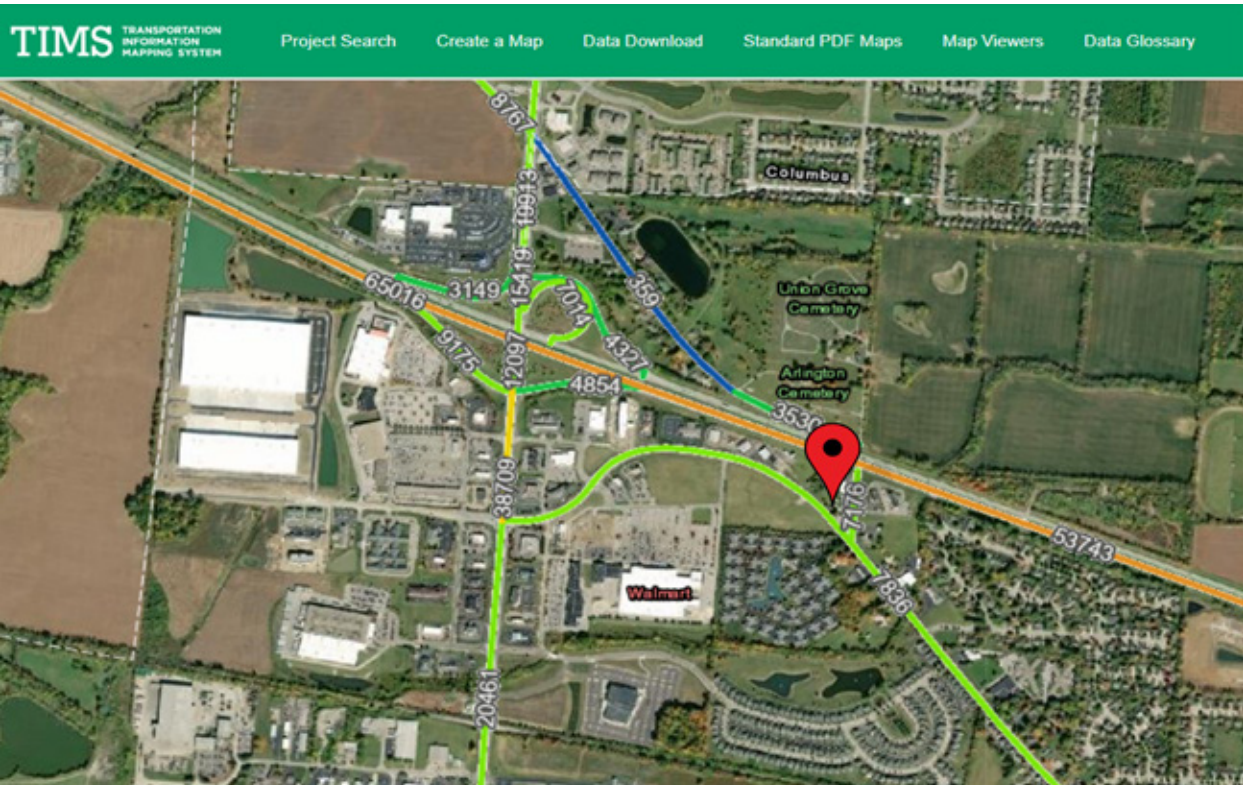 TIMS TRANSPORTATION
INFORMATION
MAPPING SYSTEM
Project Search
Create a Map
Data Download
Standard PDF Maps
Map Viewers
Data Glossary
8767
19913
Columbus
15419
359
65016
3149
7014
Union Grove
Cemetery
9175
12097
4327
4854
Arlington
Cemetery
3530
38709
7176
53743
Walmart
7836
20461